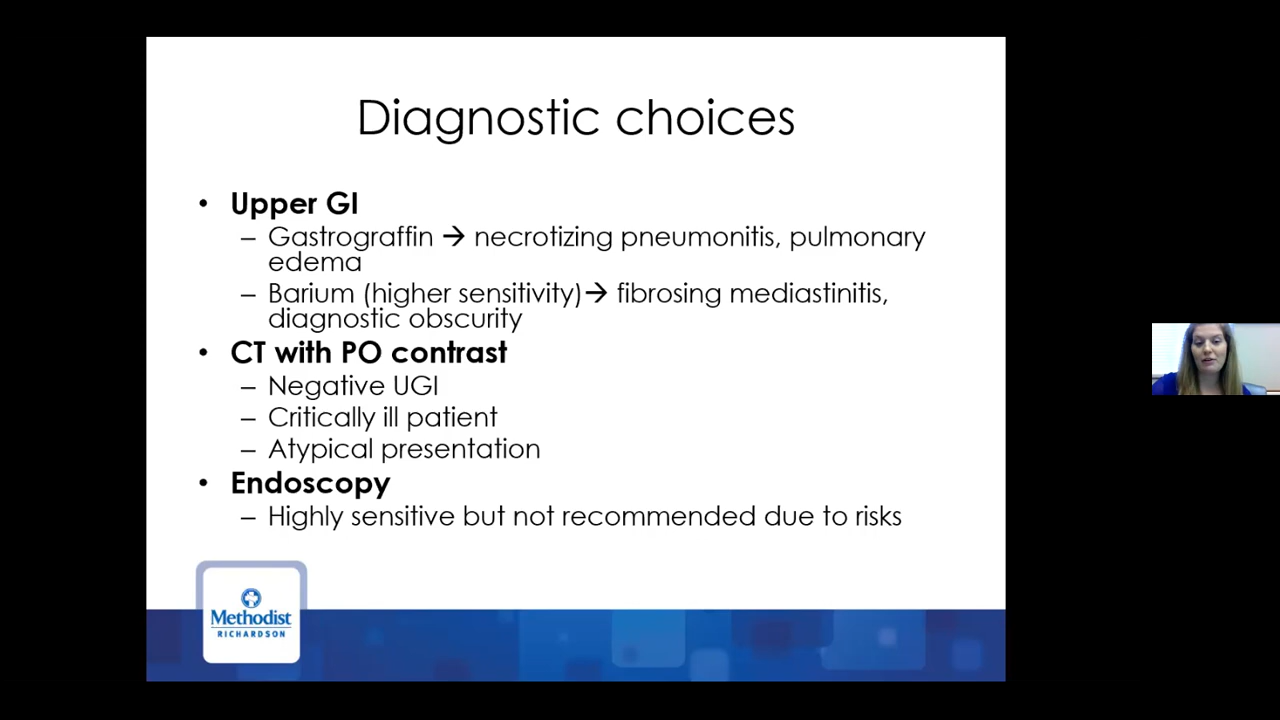 Diagnostic choices
• Upper GI
– Gastrograffin → necrotizing pneumonitis, pulmonary
edema
– Barium (higher sensitivity)→ fibrosing mediastinitis,
diagnostic obscurity
• CT with PO contrast
– Negative UGI
– Critically ill patient
– Atypical presentation
• Endoscopy
– Highly sensitive but not recommended due to risks
Methodist
RICHARDSON